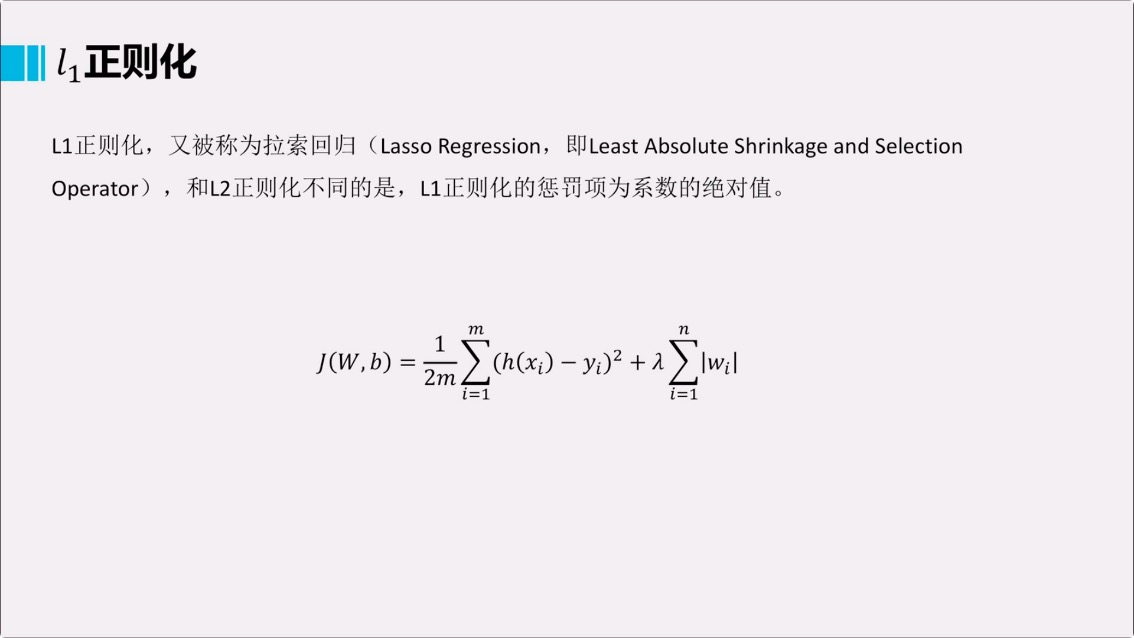 l₁正则化
L1正则化，又被称为拉索回归（Lasso Regression，即Least Absolute Shrinkage and Selection
Operator），和L2正则化不同的是，L1正则化的惩罚项为系数的绝对值。
J(W, b) = \frac{1}{2m} \sum_{i=1}^{m} (h(x_i) − y_i)^2 + λ \sum_{i=1}^{n} |w_i|